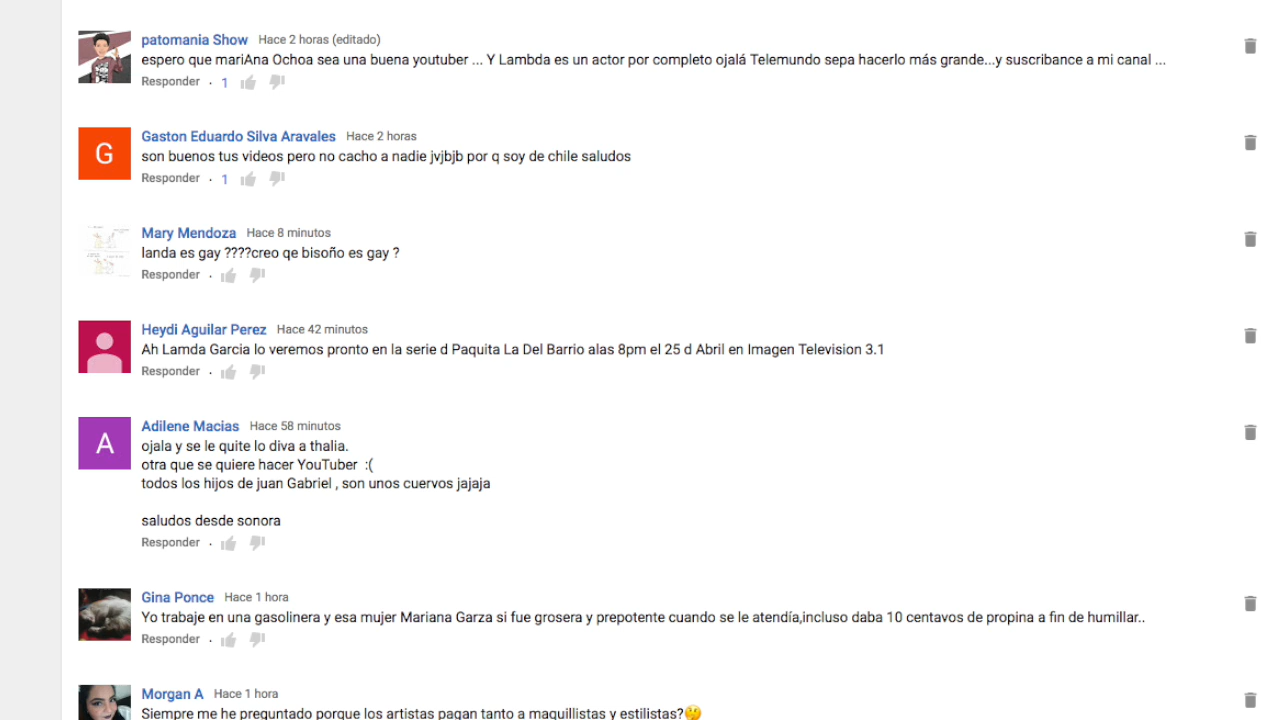 patomania Show Hace 2 horas (editado)
espero que mariAna Ochoa sea una buena youtuber ... Y Lambda es un actor por completo ojalá Telemundo sepa hacerlo más grande...y suscribance a mi canal ...
Responder · 1
G
Gaston Eduardo Silva Aravales Hace 2 horas
son buenos tus videos pero no cacho a nadie jvjbjb por q soy de chile saludos
Responder · 1
Mary Mendoza Hace 8 minutos
landa es gay ????creo qe bisoño es gay ?
Responder ·
Heydi Aguilar Perez Hace 42 minutos
Ah Lamda Garcia lo veremos pronto en la serie d Paquita La Del Barrio alas 8pm el 25 d Abril en Imagen Television 3.1
Responder ·
A
Adilene Macias Hace 58 minutos
ojala y se le quite lo diva a thalia.
otra que se quiere hacer YouTuber :(
todos los hijos de juan Gabriel , son unos cuervos jajaja
saludos desde sonora
Responder ·
Gina Ponce Hace 1 hora
Yo trabaje en una gasolinera y esa mujer Mariana Garza si fue grosera y prepotente cuando se le atendía,incluso daba 10 centavos de propina a fin de humillar..
Responder ·
Morgan A Hace 1 hora
Siempre me he preguntado porque los artistas pagan tanto a maquillistas y estilistas?🤔